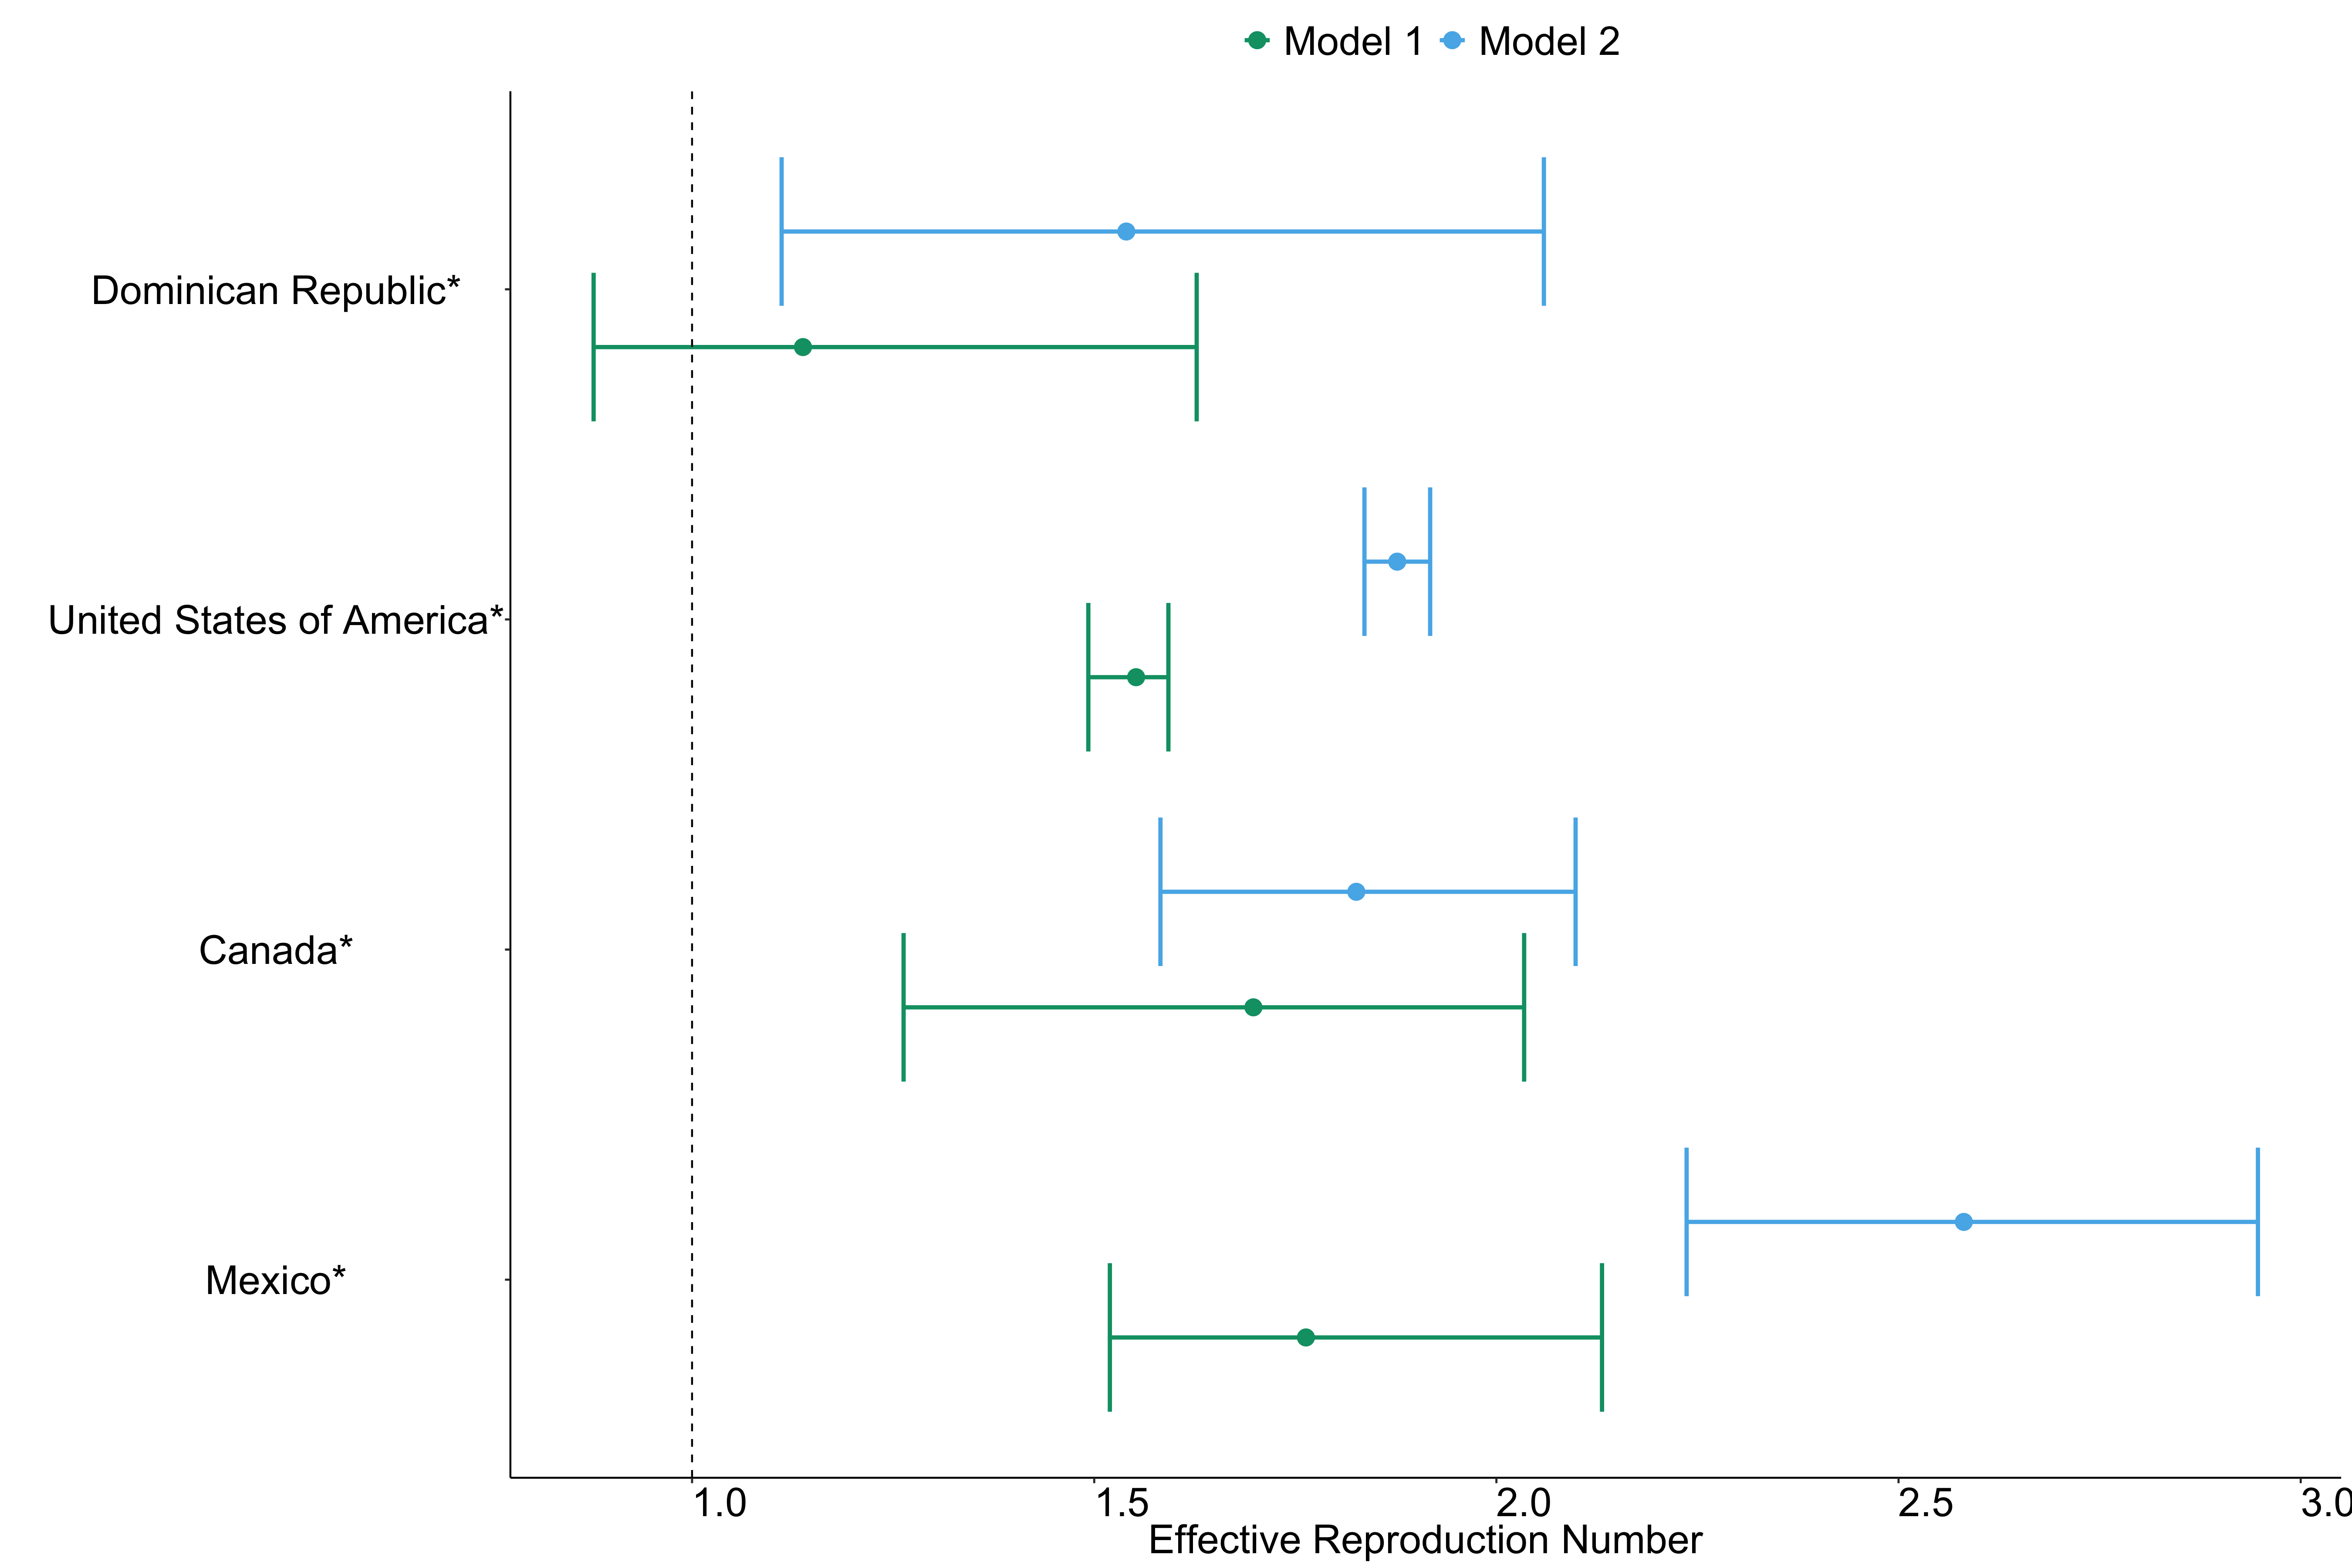 Model 1 Model 2
Dominican Republic*
United States of America*
Canada*
Mexico*
1.0 1.5 2.0 2.5 3.0
Effective Reproduction Number